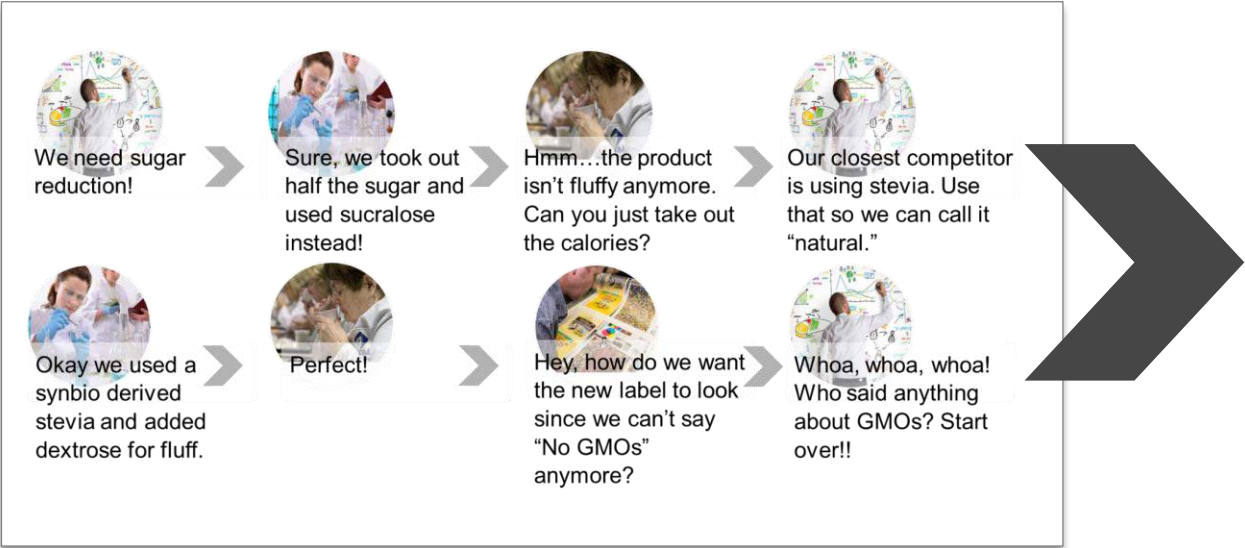 We need sugar
reduction!
Sure, we took out
half the sugar and
used sucralose
instead!
Hmm…the product
isn't fluffy anymore.
Can you just take out
the calories?
Our closest competitor
is using stevia. Use
that so we can call it
“natural.”
Okay we used a
synbio derived
stevia and added
dextrose for fluff.
Perfect!
Hey, how do we want
the new label to look
since we can't say
“No GMOs”
anymore?
Whoa, whoa, whoa!
Who said anything
about GMOs? Start
over!!